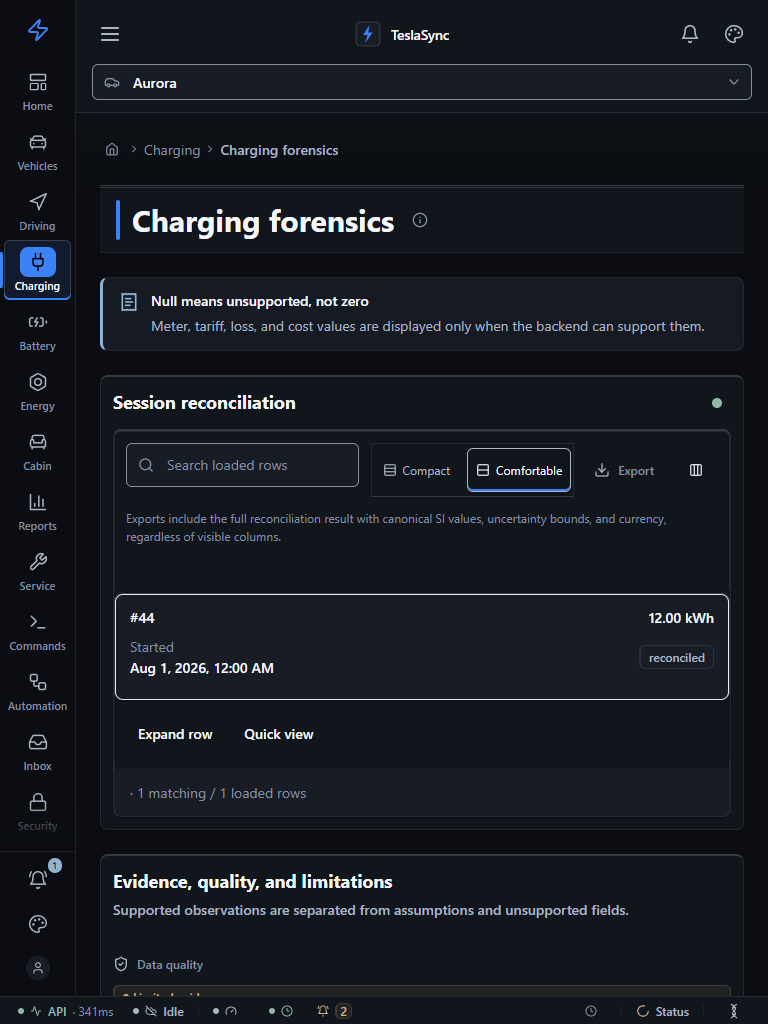 TeslaSync
Aurora
Home
Vehicles
Driving
Charging
Battery
Energy
Cabin
Reports
Service
Commands
Automation
Inbox
Security
1
Charging
Charging forensics
Charging forensics
Null means unsupported, not zero
Meter, tariff, loss, and cost values are displayed only when the backend can support them.
Session reconciliation
Search loaded rows
Compact
Comfortable
Export
Exports include the full reconciliation result with canonical SI values, uncertainty bounds, and currency,
regardless of visible columns.
#44
12.00 kWh
Started
Aug 1, 2026, 12:00 AM
reconciled
Expand row
Quick view
· 1 matching / 1 loaded rows
Evidence, quality, and limitations
Supported observations are separated from assumptions and unsupported fields.
Data quality
API · 341ms
Idle
2
Status